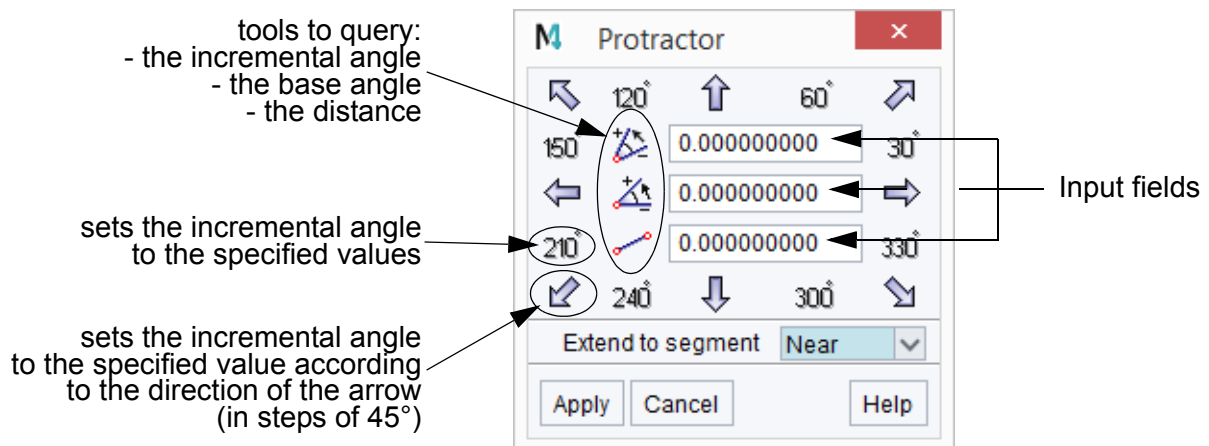 tools to query:
- the incremental angle
- the base angle
- the distance
sets the incremental angle
to the specified values
sets the incremental angle
to the specified value according
to the direction of the arrow
(in steps of 45°)
M Protractor ×
120° 60°
150° 0.000000000 30°
0.000000000
210° 0.000000000 330°
240° 300°
Extend to segment Near
Apply Cancel Help
Input fields